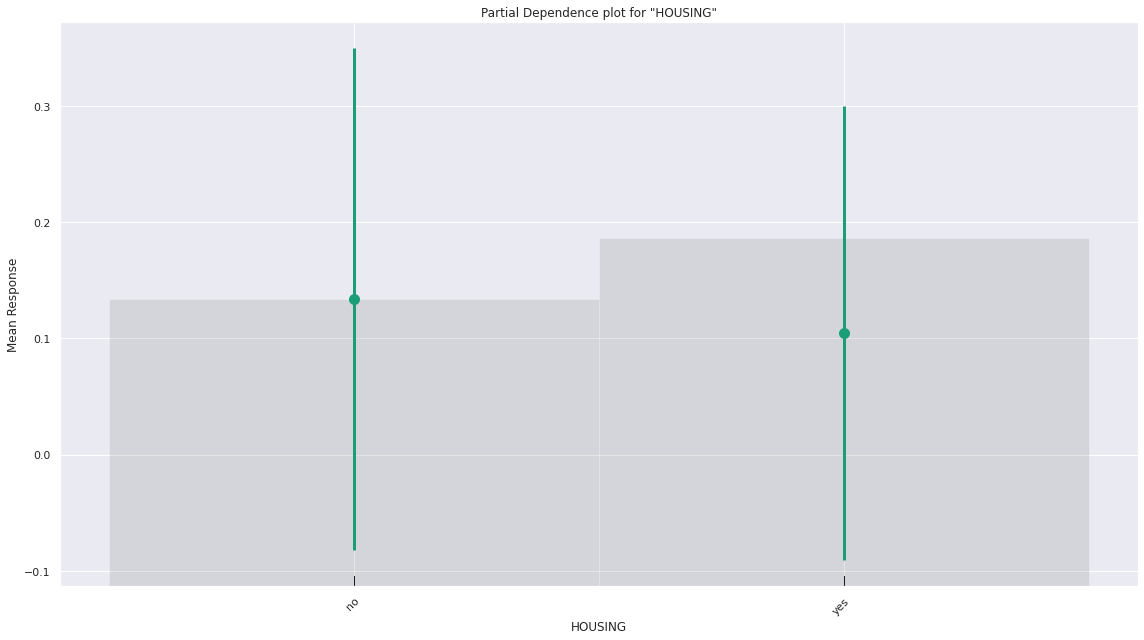 Partial Dependence plot for "HOUSING"
Mean Response
0.3
0.2
0.1
0.0
−0.1
no
yes
HOUSING